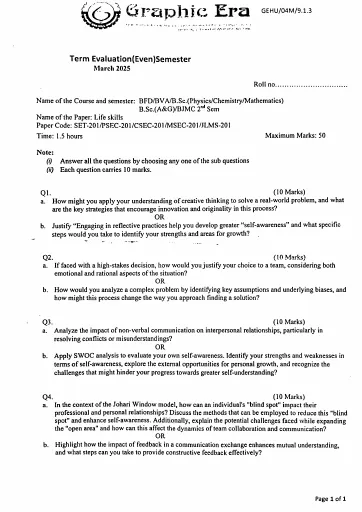 Graphic Era
GEHU/04M/9.1.3
Term Evaluation(Even)Semester
March 2025
Roll no..............................
Name of the Course and semester: BFD/BVA/B.Sc.(Physics/Chemistry/Mathematics)
B.Sc.(A&G)/BJMC 2nd Sem
Name of the Paper: Life skills
Paper Code: SET-201/PSEC-201/CSEC-201/MSEC-201/JLMS-201
Time: 1.5 hours Maximum Marks: 50
Note:
(i) Answer all the questions by choosing any one of the sub questions
(ii) Each question carries 10 marks.
Q1. (10 Marks)
a. How might you apply your understanding of creative thinking to solve a real-world problem, and what
are the key strategies that encourage innovation and originality in this process?
OR
b. Justify "Engaging in reflective practices help you develop greater "self-awareness" and what specific
steps would you take to identify your strengths and areas for growth?
Q2. (10 Marks)
a. If faced with a high-stakes decision, how would you justify your choice to a team, considering both
emotional and rational aspects of the situation?
OR
b. How would you analyze a complex problem by identifying key assumptions and underlying biases, and
how might this process change the way you approach finding a solution?
Q3. (10 Marks)
a. Analyze the impact of non-verbal communication on interpersonal relationships, particularly in
resolving conflicts or misunderstandings?
OR
b. Apply SWOC analysis to evaluate your own self-awareness. Identify your strengths and weaknesses in
terms of self-awareness, explore the external opportunities for personal growth, and recognize the
challenges that might hinder your progress towards greater self-understanding?
Q4. (10 Marks)
a. In the context of the Johari Window model, how can an individual's "blind spot" impact their
professional and personal relationships? Discuss the methods that can be employed to reduce this "blind
spot" and enhance self-awareness. Additionally, explain the potential challenges faced while expanding
the "open area" and how can this affect the dynamics of team collaboration and communication?
OR
b. Highlight how the impact of feedback in a communication exchange enhances mutual understanding,
and what steps can you take to provide constructive feedback effectively?
Page 1 of 1